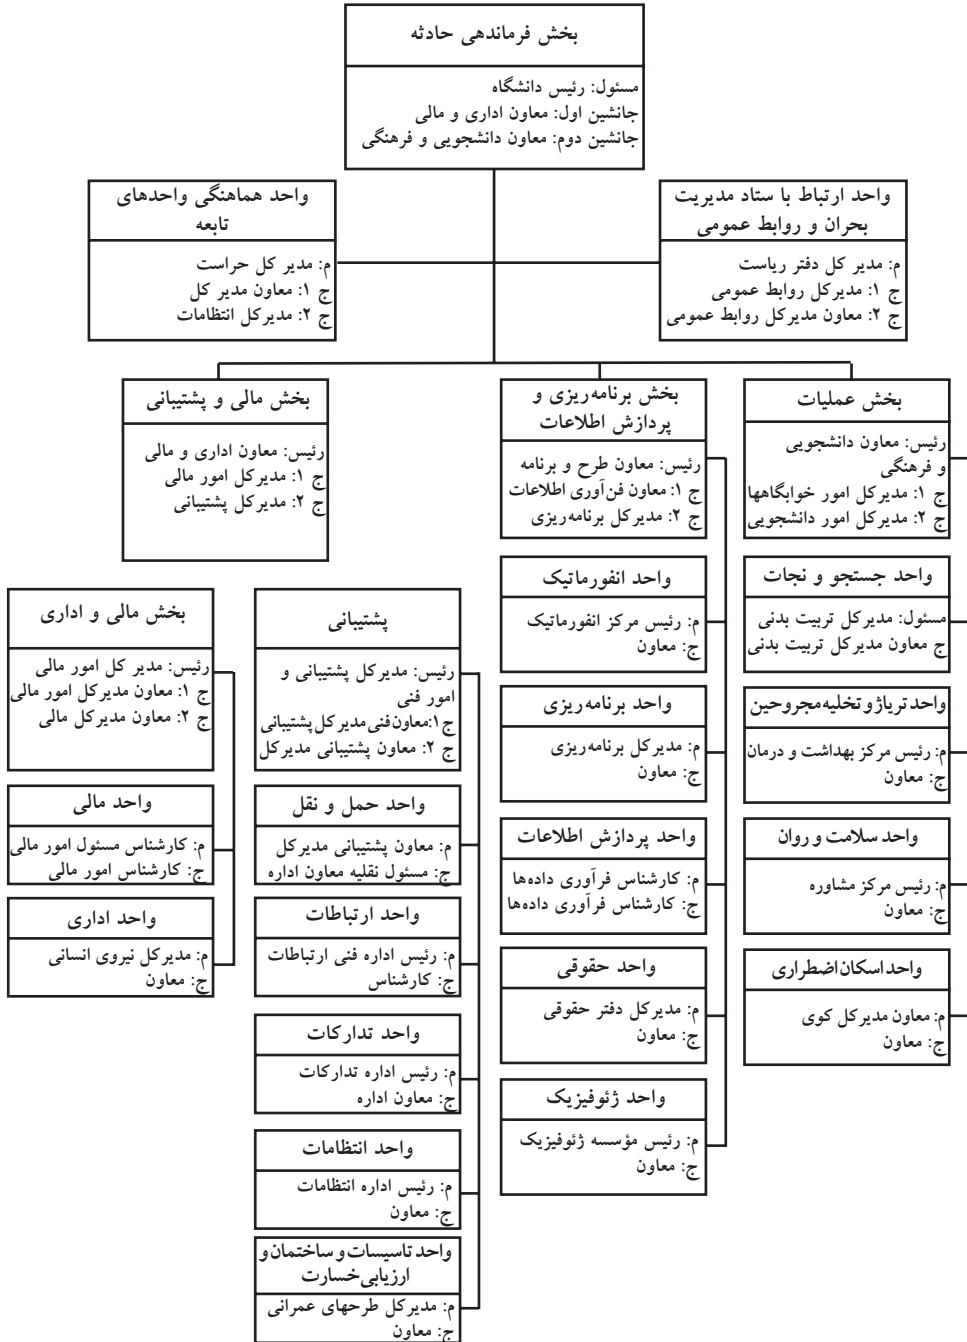 بخش فرماندهی حادثه
مسئول: رئیس دانشگاه
جانشین اول: معاون اداری و مالی
جانشین دوم: معاون دانشجویی و فرهنگی
واحد ارتباط با ستاد مدیریت
بحران و روابط عمومی
م: مدیر کل دفتر ریاست
ج ۱: مدیرکل روابط عمومی
ج ۲: معاون مدیرکل روابط عمومی
واحد هماهنگی واحدهای
تابعه
م: مدیر کل حراست
ج ۱: معاون مدیر کل
ج ۲: مدیرکل انتظامات
بخش عملیات
رئیس: معاون دانشجویی
و فرهنگی
ج ۱: مدیرکل امور خوابگاهها
ج ۲: مدیرکل امور دانشجویی
واحد جستجو و نجات
مسئول: مدیرکل تربیت بدنی
ج معاون مدیرکل تربیت بدنی
واحد تریاژ و تخلیه مجروحین
م: رئیس مرکز بهداشت و درمان
ج: معاون
واحد سلامت و روان
م: رئیس مرکز مشاوره
ج: معاون
واحد اسکان اضطراری
م: معاون مدیرکل کوی
ج: معاون
بخش برنامه‌ریزی و
پردازش اطلاعات
رئیس: معاون طرح و برنامه
ج ۱: معاون فن‌آوری اطلاعات
ج ۲: مدیرکل برنامه‌ریزی
واحد انفورماتیک
م: رئیس مرکز انفورماتیک
ج: معاون
واحد برنامه‌ریزی
م: مدیرکل برنامه‌ریزی
ج: معاون
واحد پردازش اطلاعات
م: کارشناس فرآوری داده‌ها
ج: کارشناس فرآوری داده‌ها
واحد حقوقی
م: مدیرکل دفتر حقوقی
ج: معاون
واحد ژئوفیزیک
م: رئیس مؤسسه ژئوفیزیک
ج: معاون
بخش مالی و پشتیبانی
رئیس: معاون اداری و مالی
ج ۱: مدیرکل امور مالی
ج ۲: مدیرکل پشتیبانی
پشتیبانی
رئیس: مدیرکل پشتیبانی و
امور فنی
ج ۱: معاون فنی مدیرکل پشتیبانی
ج ۲: معاون پشتیبانی مدیرکل
واحد حمل و نقل
م: معاون پشتیبانی مدیرکل
ج: مسئول نقلیه معاون اداره
واحد ارتباطات
م: رئیس اداره فنی ارتباطات
ج: کارشناس
واحد تدارکات
م: رئیس اداره تدارکات
ج: معاون اداره
واحد انتظامات
م: رئیس اداره انتظامات
ج: معاون
واحد تاسیسات و ساختمان و
ارزیابی خسارت
م: مدیرکل طرحهای عمرانی
ج: معاون
بخش مالی و اداری
رئیس: مدیر کل امور مالی
ج ۱: معاون مدیرکل امور مالی
ج ۲: معاون مدیرکل مالی
واحد مالی
م: کارشناس مسئول امور مالی
ج: کارشناس امور مالی
واحد اداری
م: مدیرکل نیروی انسانی
ج: معاون